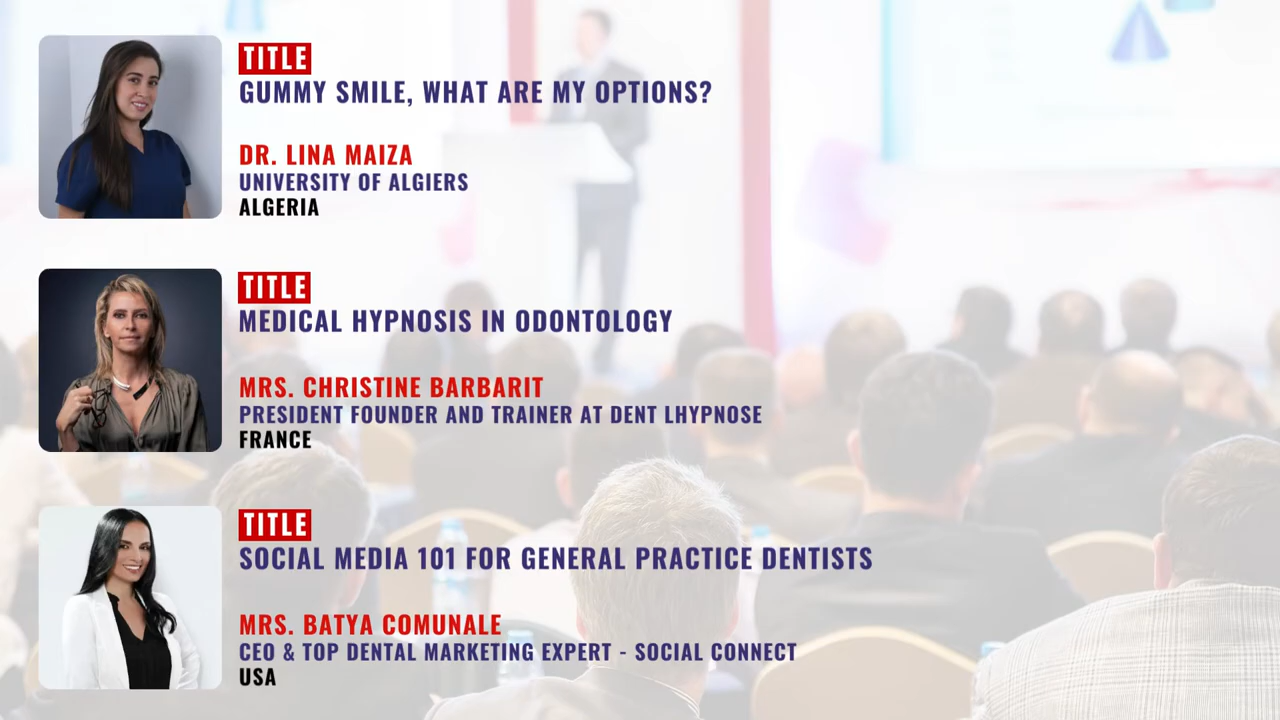 TITLE
GUMMY SMILE, WHAT ARE MY OPTIONS?
DR. LINA MAIZA
UNIVERSITY OF ALGIERS
ALGERIA
TITLE
MEDICAL HYPNOSIS IN ODONTOLOGY
MRS. CHRISTINE BARBARIT
PRESIDENT FOUNDER AND TRAINER AT DENT LHYPNOSE
FRANCE
TITLE
SOCIAL MEDIA 101 FOR GENERAL PRACTICE DENTISTS
MRS. BATYA COMUNALE
CEO & TOP DENTAL MARKETING EXPERT - SOCIAL CONNECT
USA